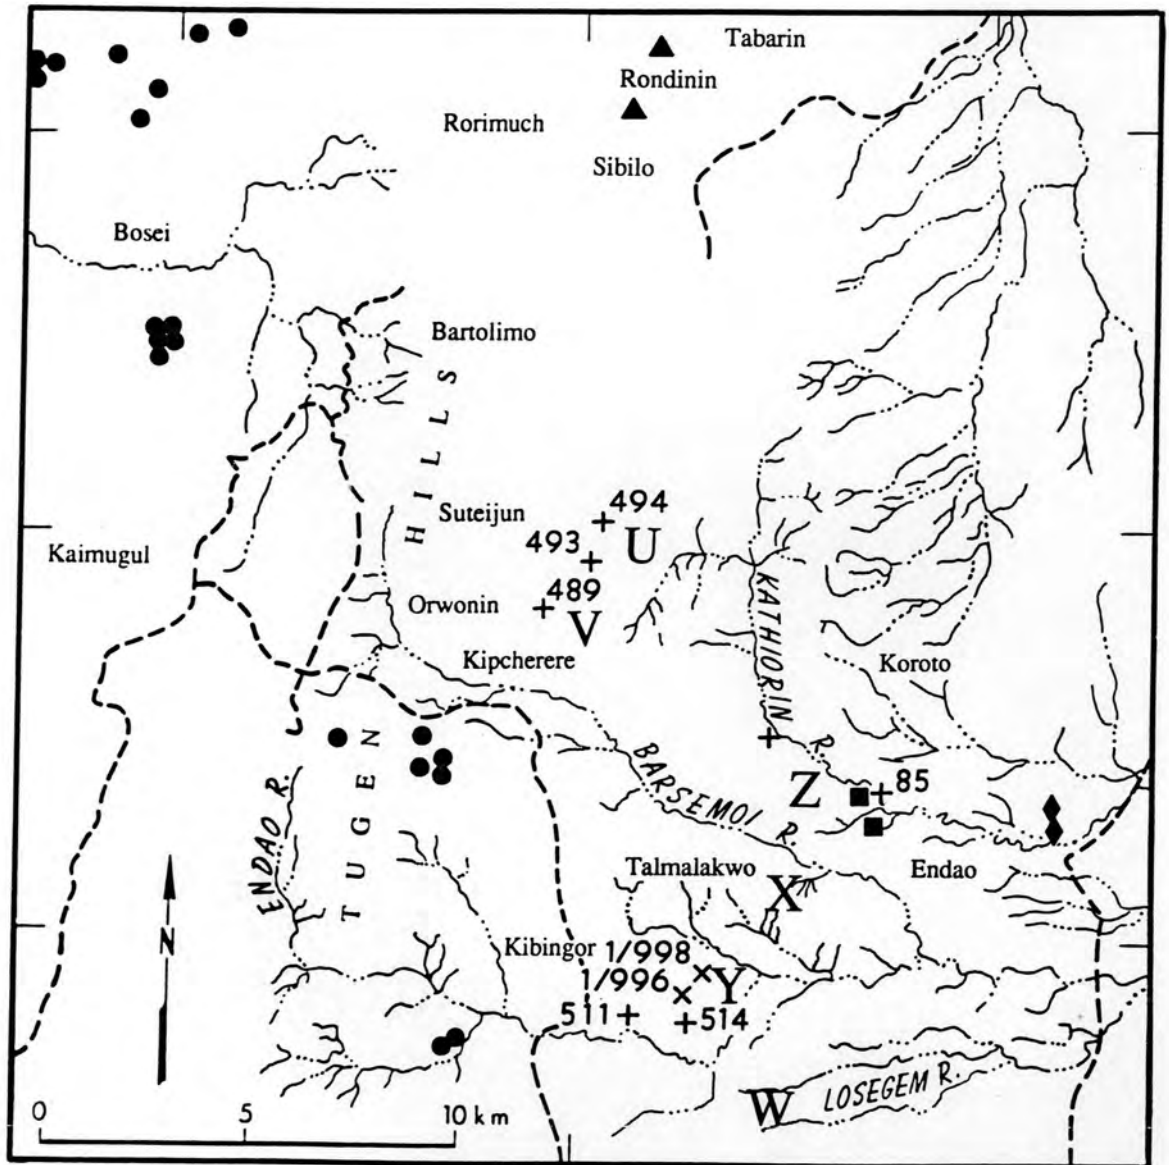 Tabarin
Rondinin
Rorimuch
Sibilo
Bosei
Bartolimo
HILLS
494
Suteijun
U
493
Kaimugul
489
Orwonin
V
KATHIORIN R.
Kipcherere
Koroto
BARSEMOI R.
Z
85
TUGEN
ENDAO R.
Talmalakwo
X
Endao
N
Kibingor
1/998
1/996
Y
511
514
W
LOSEGEM R.
0 5 10 km